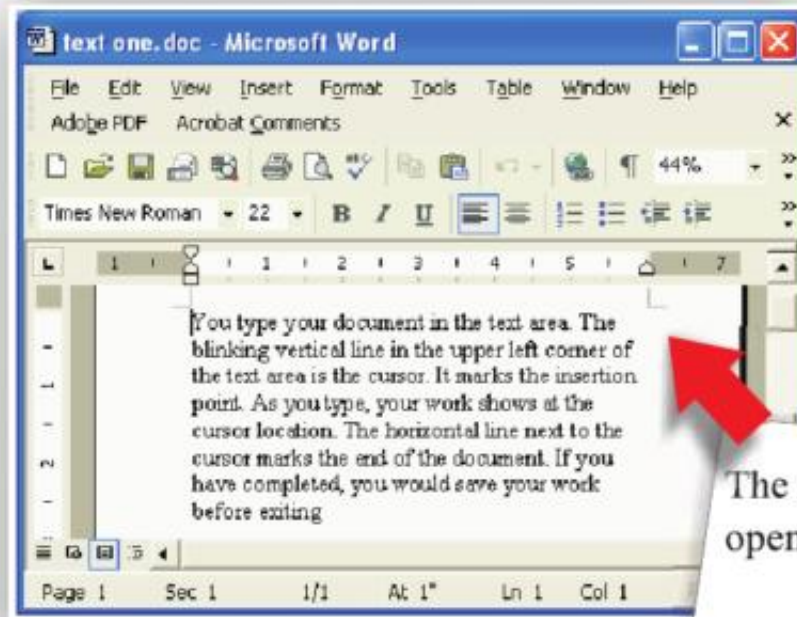 text one.doc - Microsoft Word
File Edit View Insert Format Tools Table Window Help
Adobe PDF Acrobat Comments
44%
Times New Roman 22 B I U
1 1 2 3 4 5 7
You type your document in the text area. The
blinking vertical line in the upper left corner of
the text area is the cursor. It marks the insertion
point. As you type, your work shows at the
cursor location. The horizontal line next to the
cursor marks the end of the document. If you
have completed, you would save your work
before exiting
The
open
Page 1 Sec 1 1/1 At 1" Ln 1 Col 1